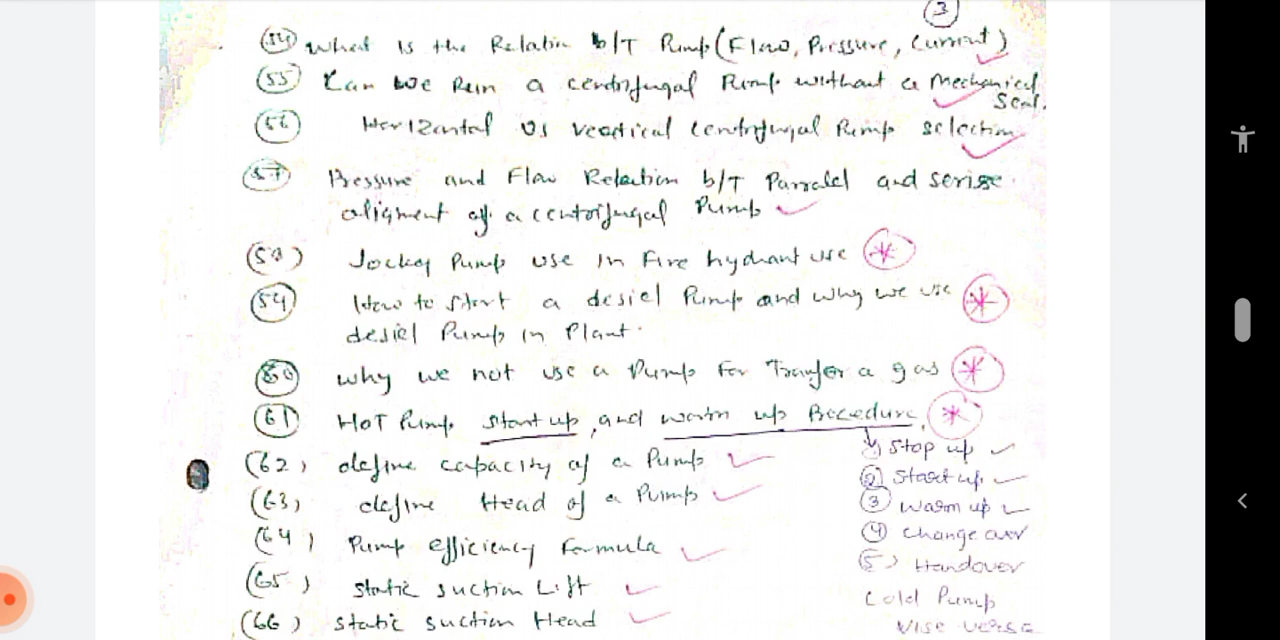 3
(54) What is the Relatin b/T Pump (Flow, Pressure, Current)
(55) Can we Run a centrifugal Pump without a Mechanical
Seal.
(56) Horizontal vs veartical centrifugal Pump selection
(57) Pressure and Flow Relation b/T Parralel and serise
aligment of a centrifugal Pump
(58) Jockey Pump use in Fire hydrant use
(59) How to start a desiel Pump and why we use
desiel Pump in Plant.
(60) why we not use a Pump for Tranfer a gas
(61) HOT Pump start up, and warm up Procedure.
1) Stop up
(62) define capacity of a Pump
2) Start up
(63) define Head of a Pump
3) warm up
(64) Pump efficiency Formula
4) Change over
(65) static suction Lift
5) Handover
Cold Pump
(66) static suction Head
vise versa